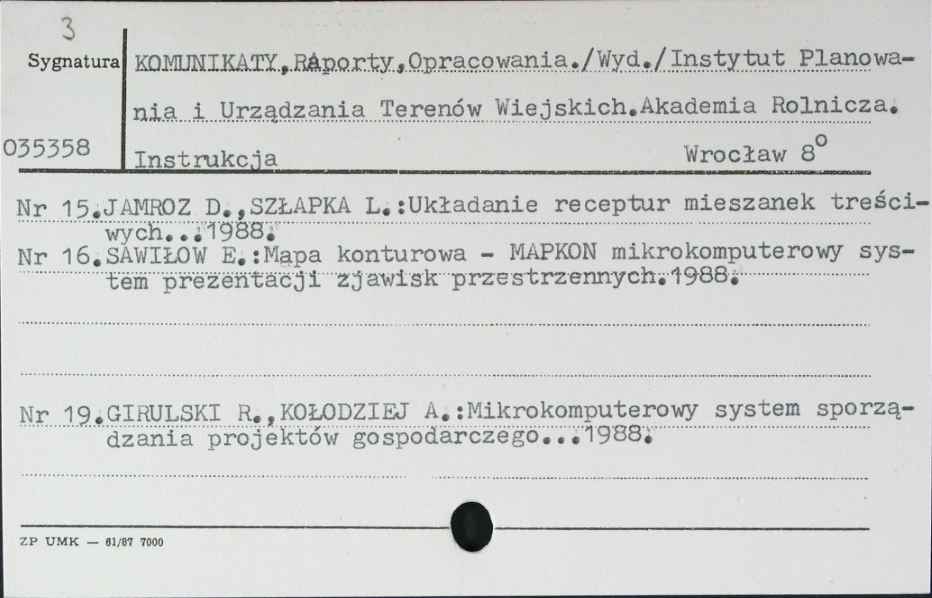 3
Sygnatura KOMUNIKATY,Raporty,Opracowania./Wyd./Instytut Planowa-
nia i Urządzania Terenów Wiejskich.Akademia Rolnicza.
035358 Instrukcja Wrocław 8°
Nr 15.JAMROZ D.,SZŁAPKA L.:Układanie receptur mieszanek treści-
wych...1988.
Nr 16.SAWIŁOW E.:Mapa konturowa - MAPKON mikrokomputerowy sys-
tem prezentacji zjawisk przestrzennych.1988.
Nr 19.GIRULSKI R.,KOŁODZIEJ A.:Mikrokomputerowy system sporzą-
dzania projektów gospodarczego...1988.
ZP UMK — 61/87 7000